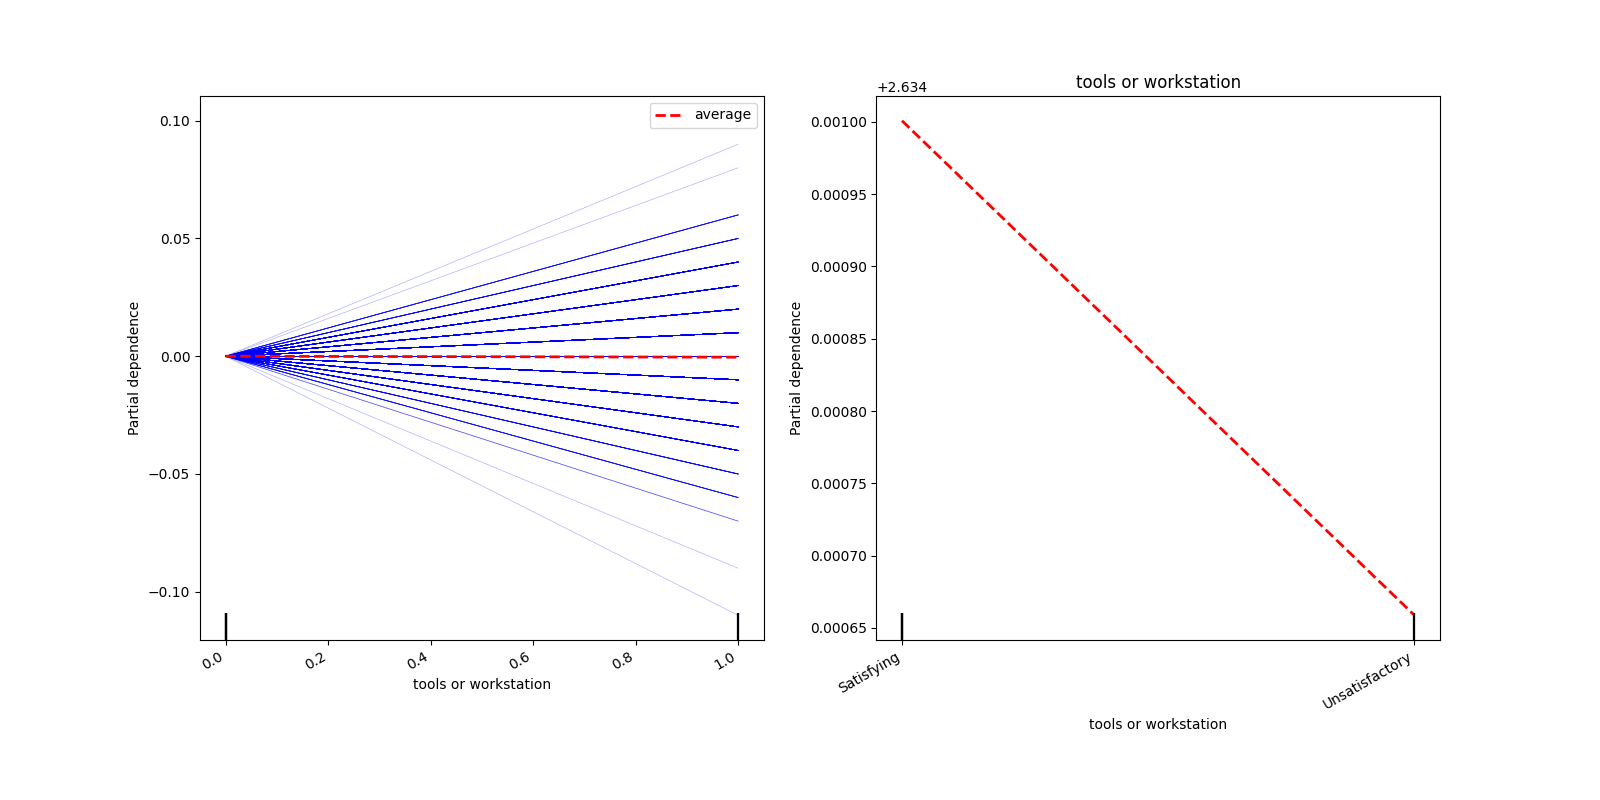 average
0.10
0.05
0.00
−0.05
−0.10
Partial dependence
0.0 0.2 0.4 0.6 0.8 1.0
tools or workstation
tools or workstation
+2.634
0.00100
0.00095
0.00090
0.00085
0.00080
0.00075
0.00070
0.00065
Partial dependence
Satisfying Unsatisfactory
tools or workstation